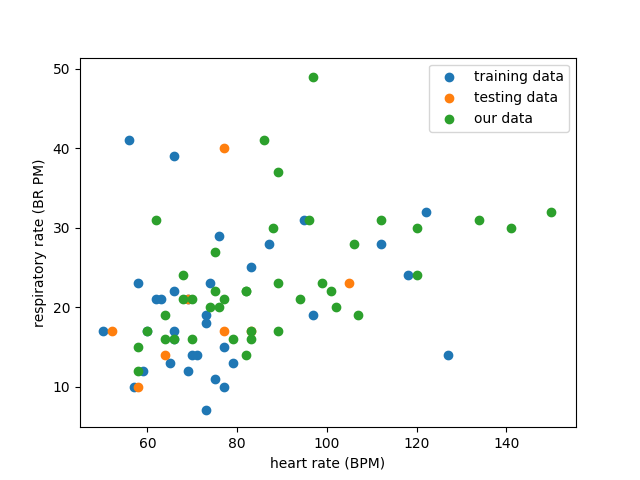 training data
testing data
our data
50
40
30
20
10
respiratory rate (BR PM)
60 80 100 120 140
heart rate (BPM)